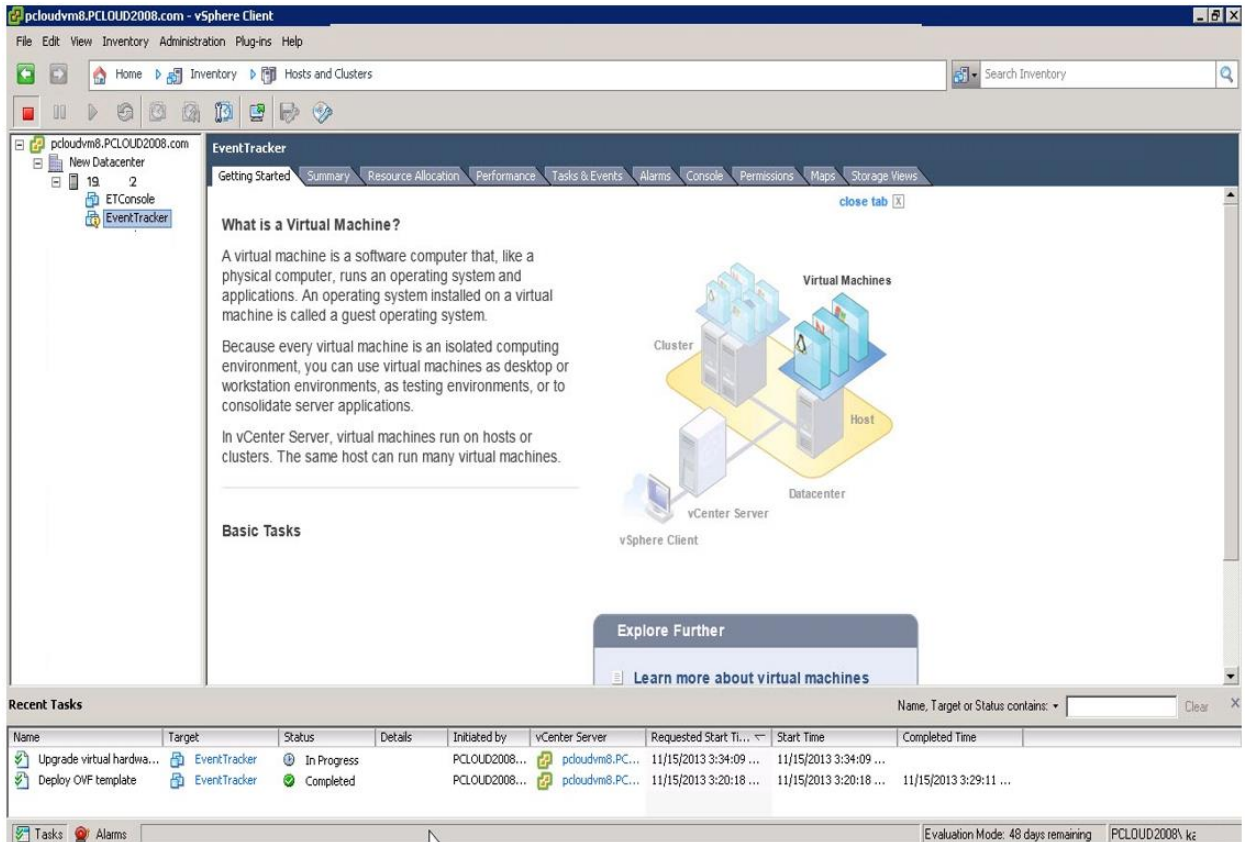 pcloudvm8.PCLOUD2008.com - vSphere Client
File Edit View Inventory Administration Plug-ins Help
Home Inventory Hosts and Clusters
Search Inventory
pcloudvm8.PCLOUD2008.com
New Datacenter
19 2
ETConsole
EventTracker
EventTracker
Getting Started Summary Resource Allocation Performance Tasks & Events Alarms Console Permissions Maps Storage Views
close tab X
What is a Virtual Machine?
A virtual machine is a software computer that, like a
physical computer, runs an operating system and
applications. An operating system installed on a virtual
machine is called a guest operating system.
Because every virtual machine is an isolated computing
environment, you can use virtual machines as desktop or
workstation environments, as testing environments, or to
consolidate server applications.
In vCenter Server, virtual machines run on hosts or
clusters. The same host can run many virtual machines.
Basic Tasks
Virtual Machines
Cluster
Host
Datacenter
vCenter Server
vSphere Client
Explore Further
Learn more about virtual machines
Recent Tasks
Name, Target or Status contains: Clear X
Name Target Status Details Initiated by vCenter Server Requested Start Ti... Start Time Completed Time
Upgrade virtual hardwa... EventTracker In Progress PCLOUD2008... pcloudvm8.PC... 11/15/2013 3:34:09 ... 11/15/2013 3:34:09 ...
Deploy OVF template EventTracker Completed PCLOUD2008... pcloudvm8.PC... 11/15/2013 3:20:18 ... 11/15/2013 3:20:18 ... 11/15/2013 3:29:11 ...
Tasks Alarms Evaluation Mode: 48 days remaining PCLOUD2008\ ka